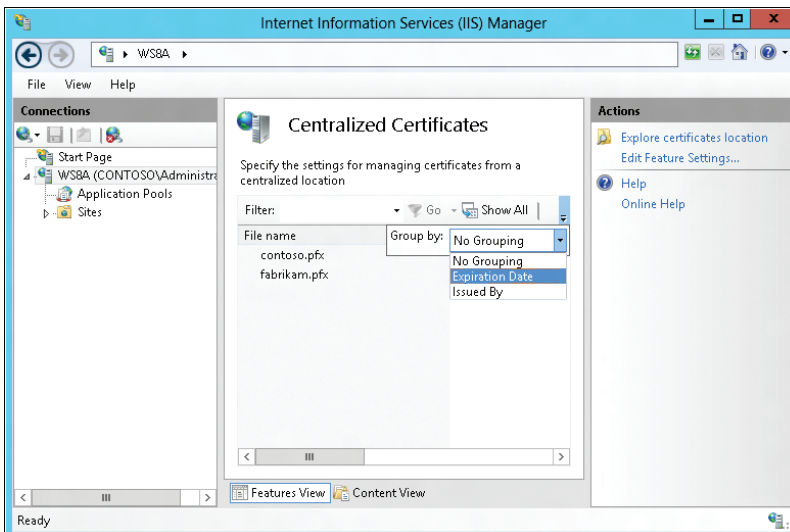 Internet Information Services (IIS) Manager
WS8A
File View Help
Connections
Start Page
WS8A (CONTOSO\Administra
Application Pools
Sites
Centralized Certificates
Specify the settings for managing certificates from a
centralized location
Filter: Go Show All
File name
Group by: No Grouping
No Grouping
Expiration Date
Issued By
contoso.pfx
fabrikam.pfx
Features View Content View
Actions
Explore certificates location
Edit Feature Settings...
Help
Online Help
Ready